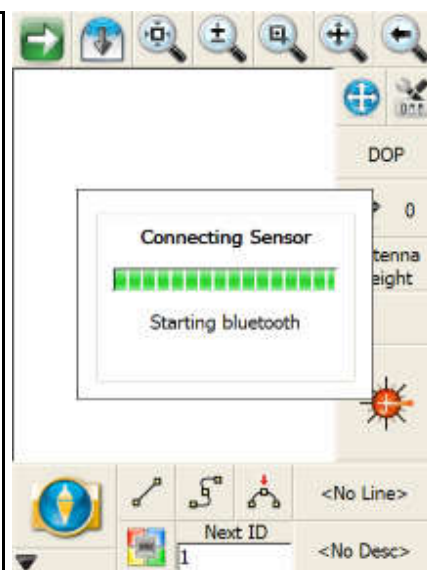 DOP
Connecting Sensor
0
tenna
eight
Starting bluetooth
<No Line>
Next ID
1
<No Desc>